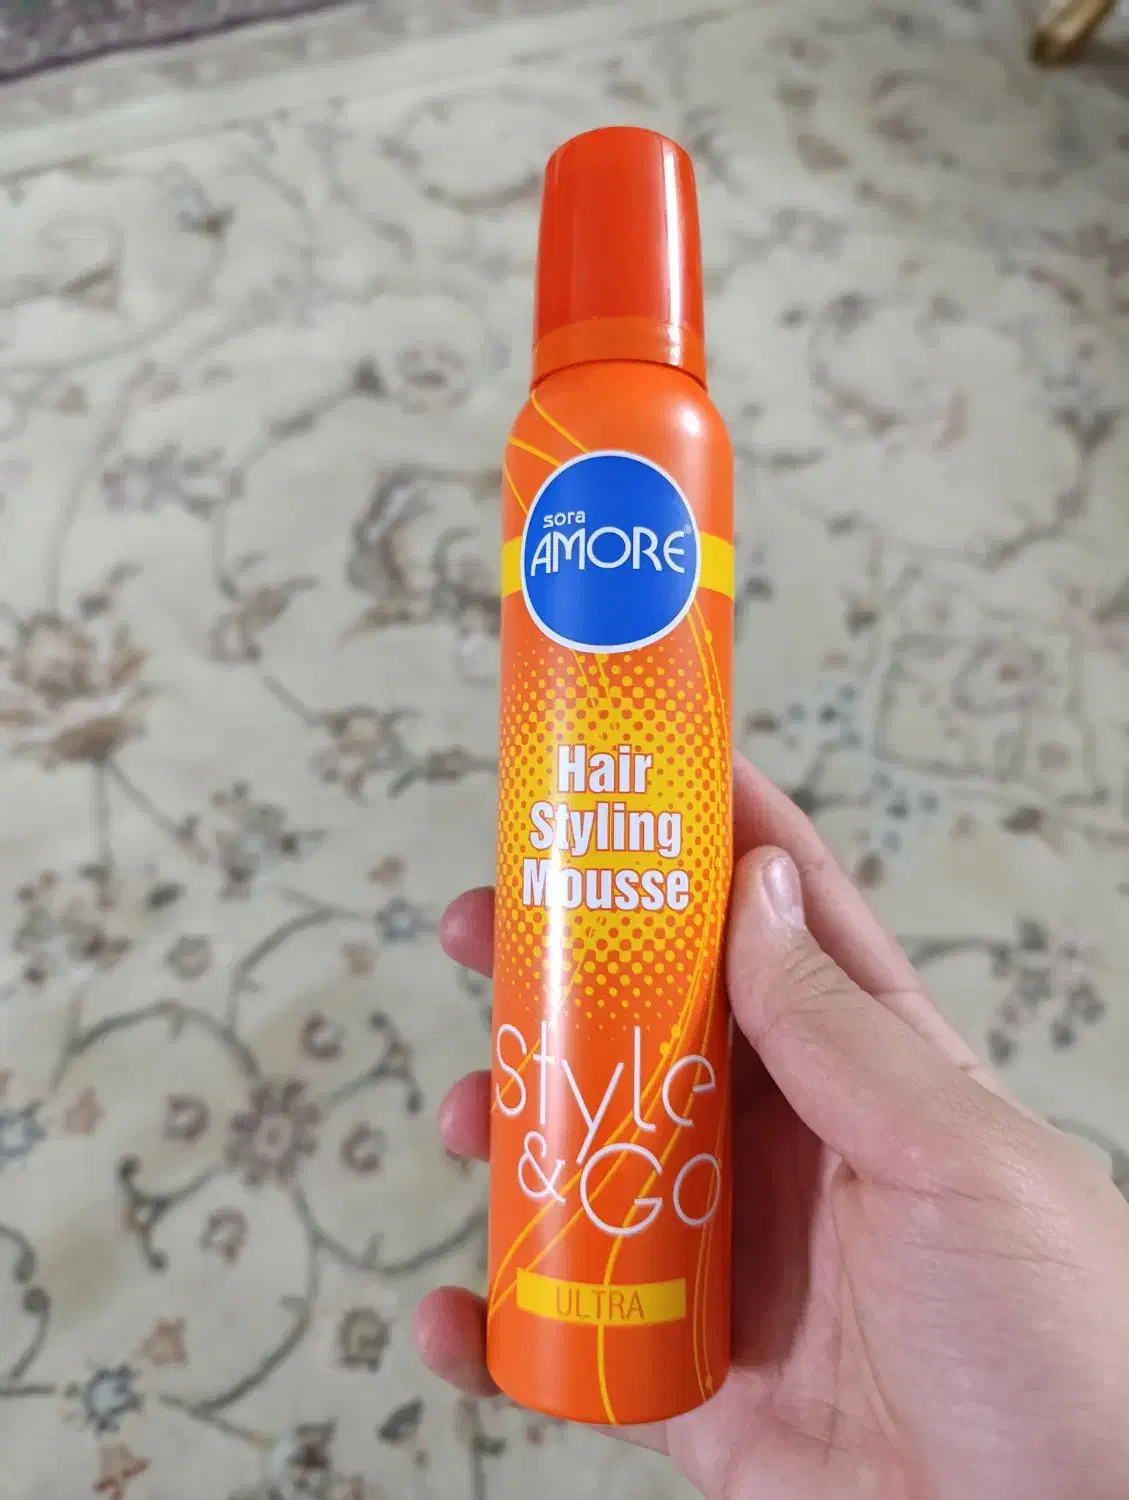 sora
AMORE®
Hair
Styling
Mousse
Style
& Go
ULTRA